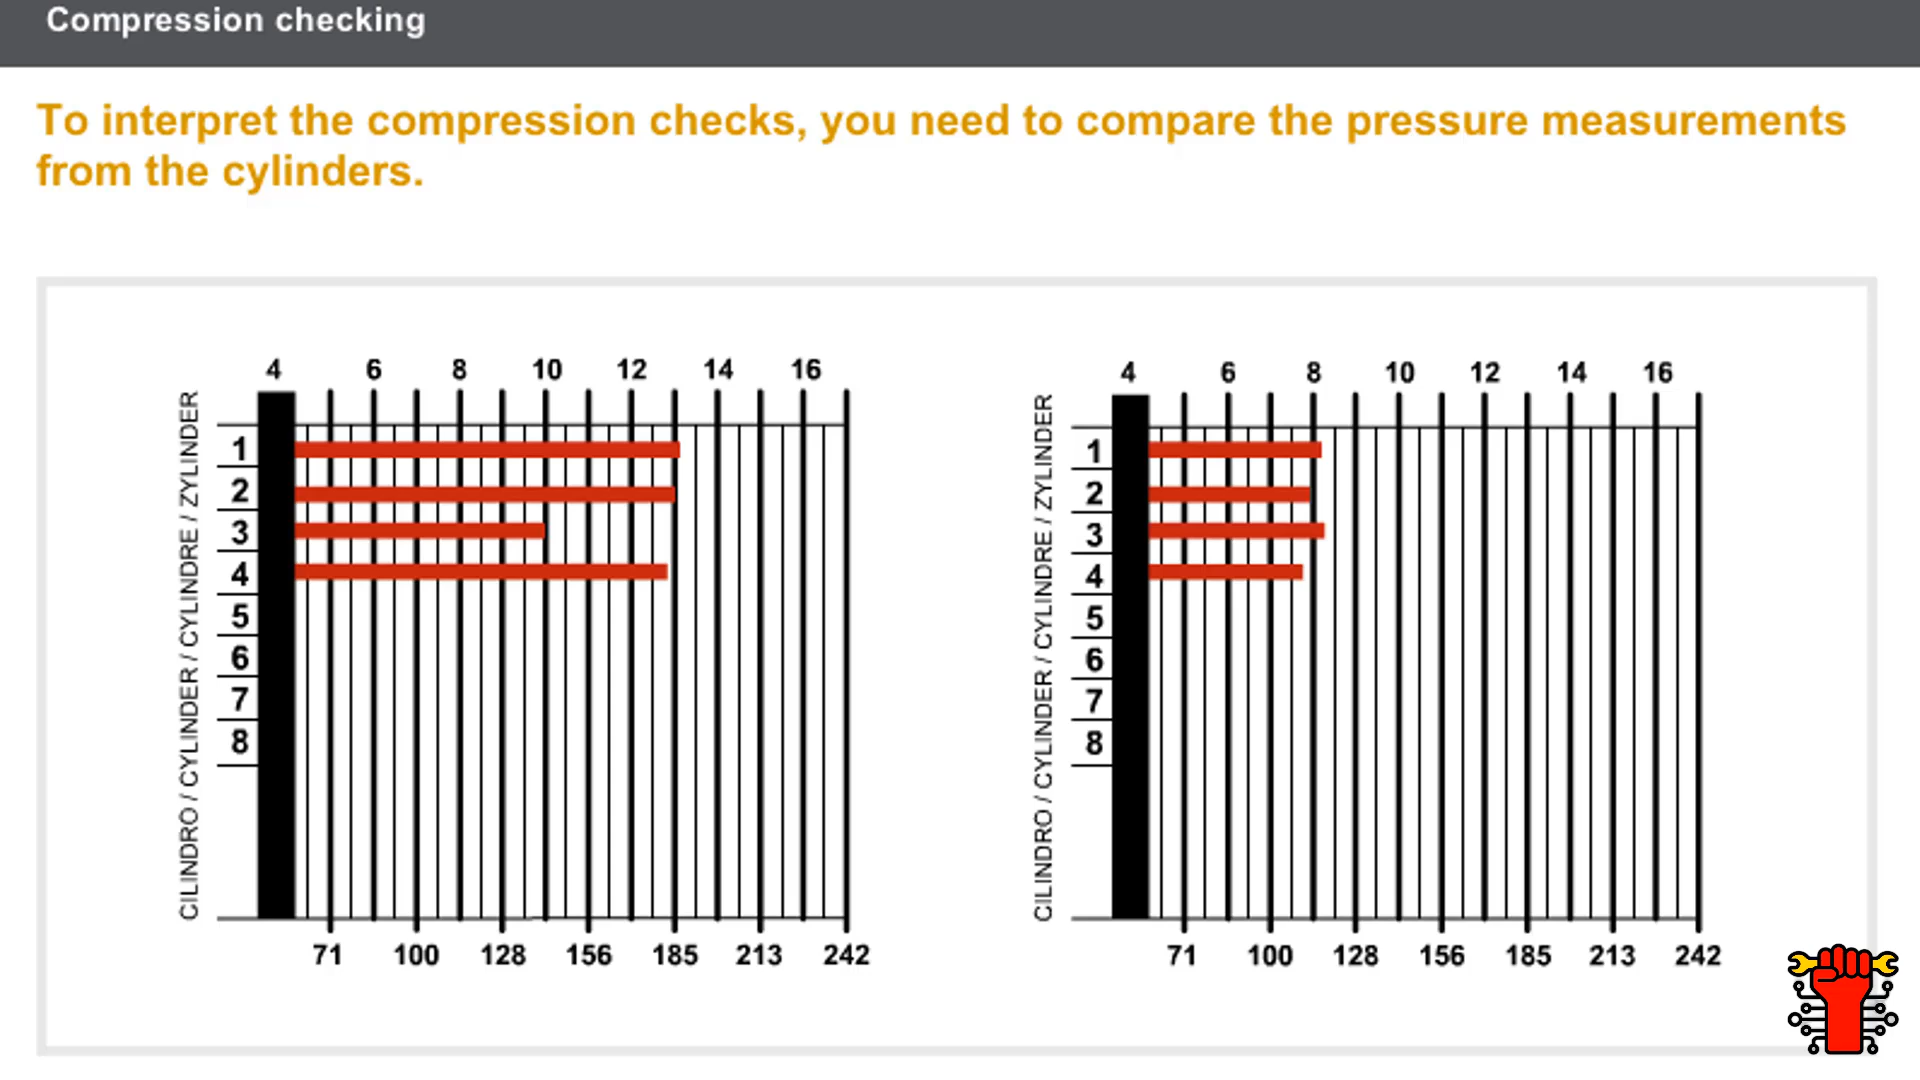 Compression checking
To interpret the compression checks, you need to compare the pressure measurements
from the cylinders.
4 6 8 10 12 14 16
CILINDRO / CYLINDER / CYLINDRE / ZYLINDER
1
2
3
4
5
6
7
8
71 100 128 156 185 213 242
4 6 8 10 12 14 16
CILINDRO / CYLINDER / CYLINDRE / ZYLINDER
1
2
3
4
5
6
7
8
71 100 128 156 185 213 242